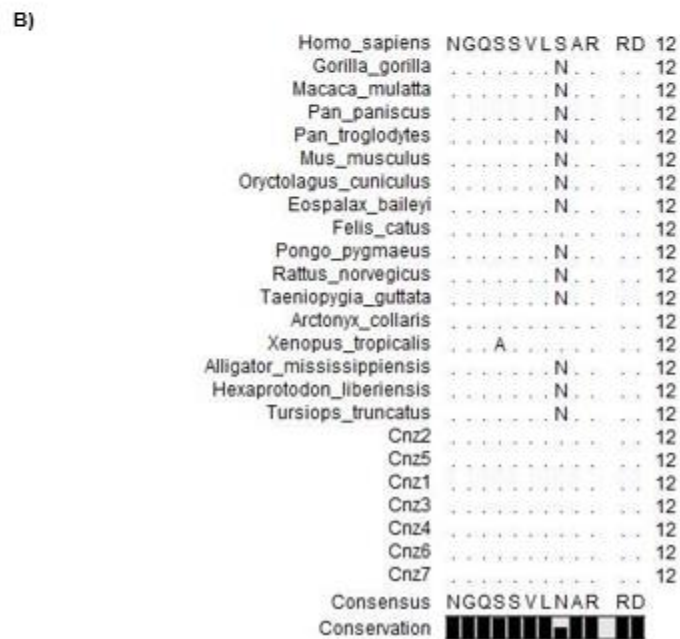 B)
Homo_sapiens NGQSSVLSAR RD 12
Gorilla_gorilla . . . . . . . N . . . . 12
Macaca_mulatta . . . . . . . N . . . . 12
Pan_paniscus . . . . . . . N . . . . 12
Pan_troglodytes . . . . . . . N . . . . 12
Mus_musculus . . . . . . . N . . . . 12
Oryctolagus_cuniculus . . . . . . . N . . . . 12
Eospalax_baileyi . . . . . . . N . . . . 12
Felis_catus . . . . . . . . . . . . 12
Pongo_pygmaeus . . . . . . . N . . . . 12
Rattus_norvegicus . . . . . . . N . . . . 12
Taeniopygia_guttata . . . . . . . N . . . . 12
Arctonyx_collaris . . . . . . . . . . . . 12
Xenopus_tropicalis . . . A . . . . . . . . 12
Alligator_mississippiensis . . . . . . . N . . . . 12
Hexaprotodon_liberiensis . . . . . . . N . . . . 12
Tursiops_truncatus . . . . . . . N . . . . 12
Cnz2 . . . . . . . . . . . . 12
Cnz5 . . . . . . . . . . . . 12
Cnz1 . . . . . . . . . . . . 12
Cnz3 . . . . . . . . . . . . 12
Cnz4 . . . . . . . . . . . . 12
Cnz6 . . . . . . . . . . . . 12
Cnz7 . . . . . . . . . . . . 12
Consensus NGQSSVLNAR RD
Conservation